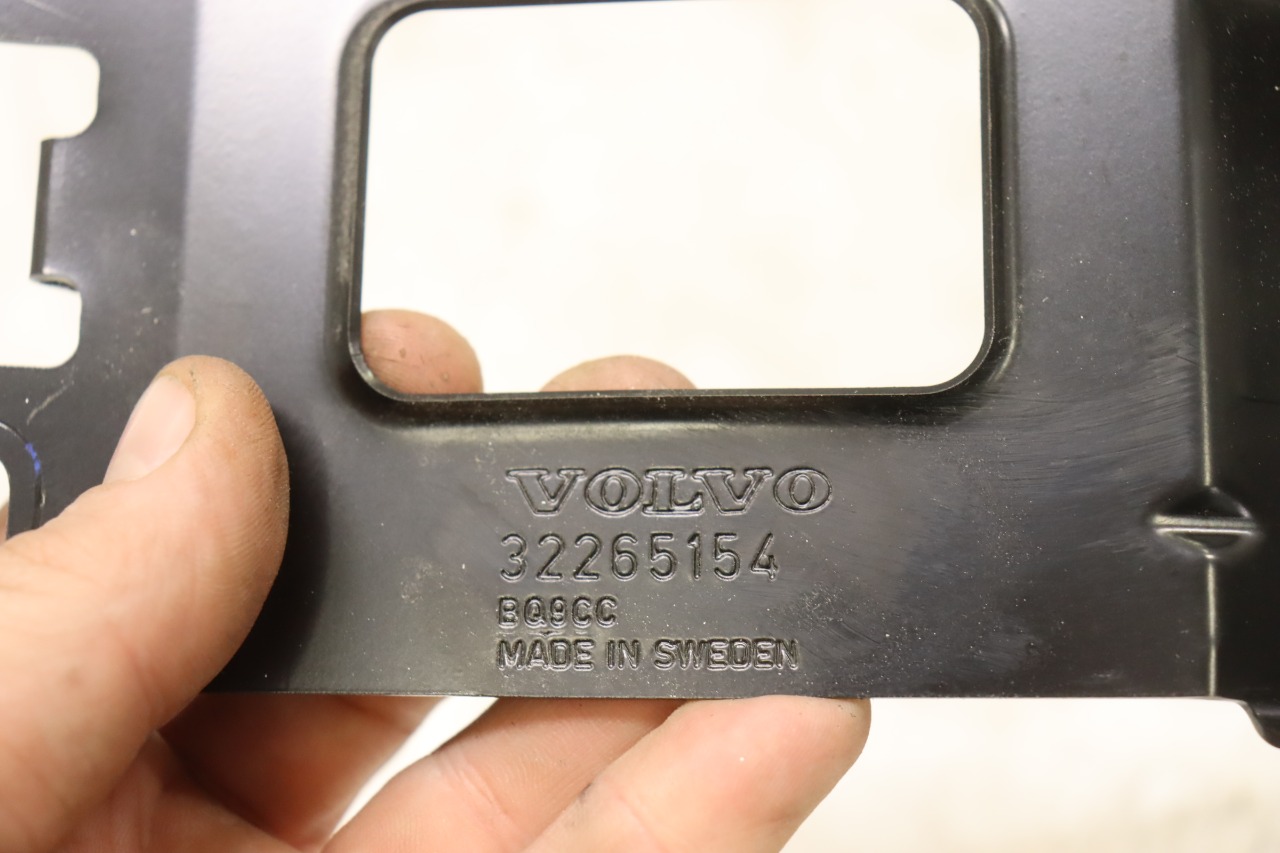 VOLVO
32265154
BQ9CC
MADE IN SWEDEN